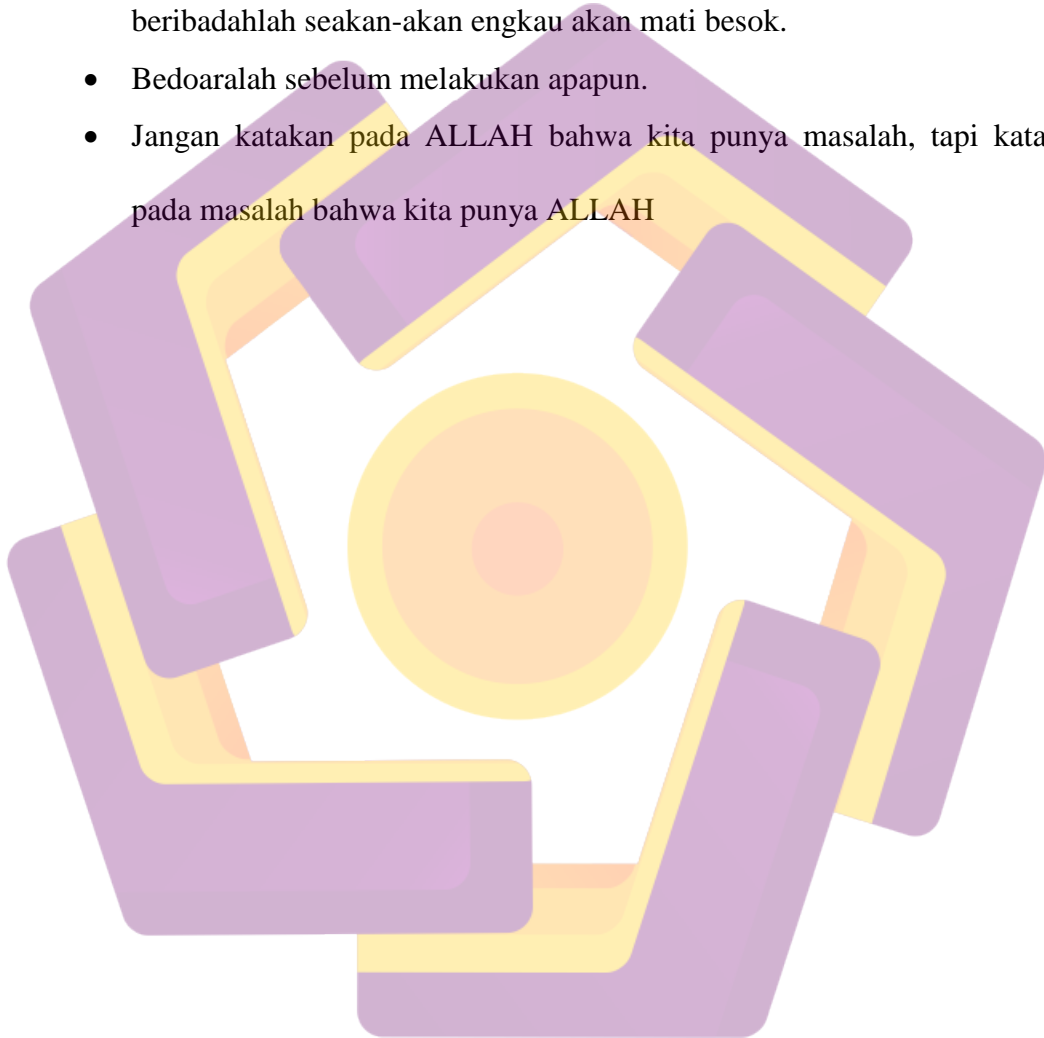 beribadahlah seakan-akan engkau akan mati besok.
• Bedoaralah sebelum melakukan apapun.
• Jangan katakan pada ALLAH bahwa kita punya masalah, tapi kata
pada masalah bahwa kita punya ALLAH